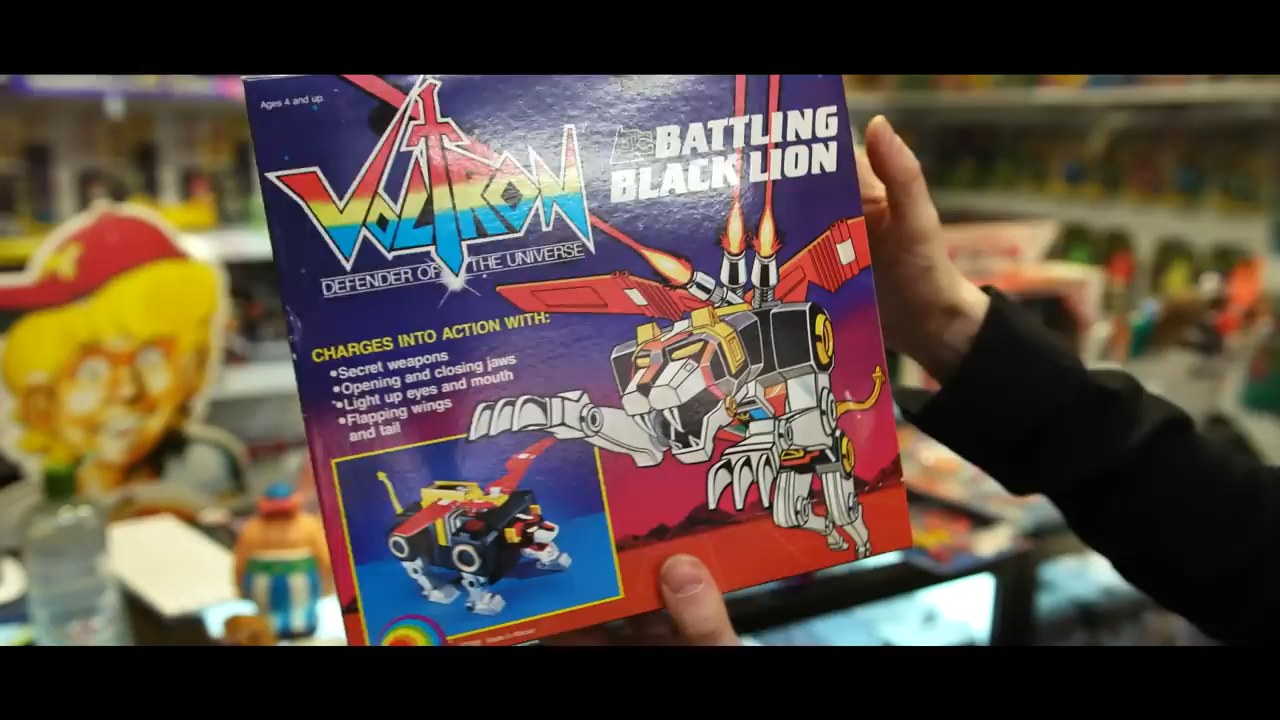 Ages 4 and up.
VOLTRON
DEFENDER OF THE UNIVERSE
BATTLING
BLACK LION
CHARGES INTO ACTION WITH:
•Secret weapons
•Opening and closing jaws
•Light up eyes and mouth
•Flapping wings
and tail